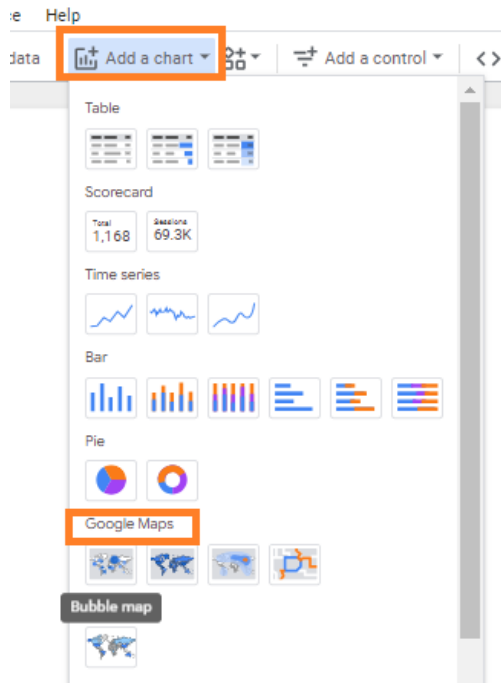 ce Help
data Add a chart Add a control
Table
Scorecard
Total
1,168
Sessions
69.3K
Time series
Bar
Pie
Google Maps
Bubble map